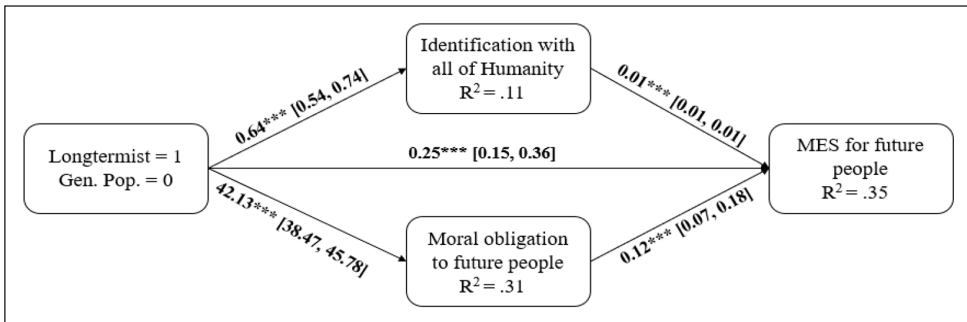 Identification with
all of Humanity
R² = .11
0.64*** [0.54, 0.74]
0.01*** [0.01, 0.01]
Longtermist = 1
Gen. Pop. = 0
0.25*** [0.15, 0.36]
MES for future
people
R² = .35
42.13*** [38.47, 45.78]
0.12*** [0.07, 0.18]
Moral obligation
to future people
R² = .31